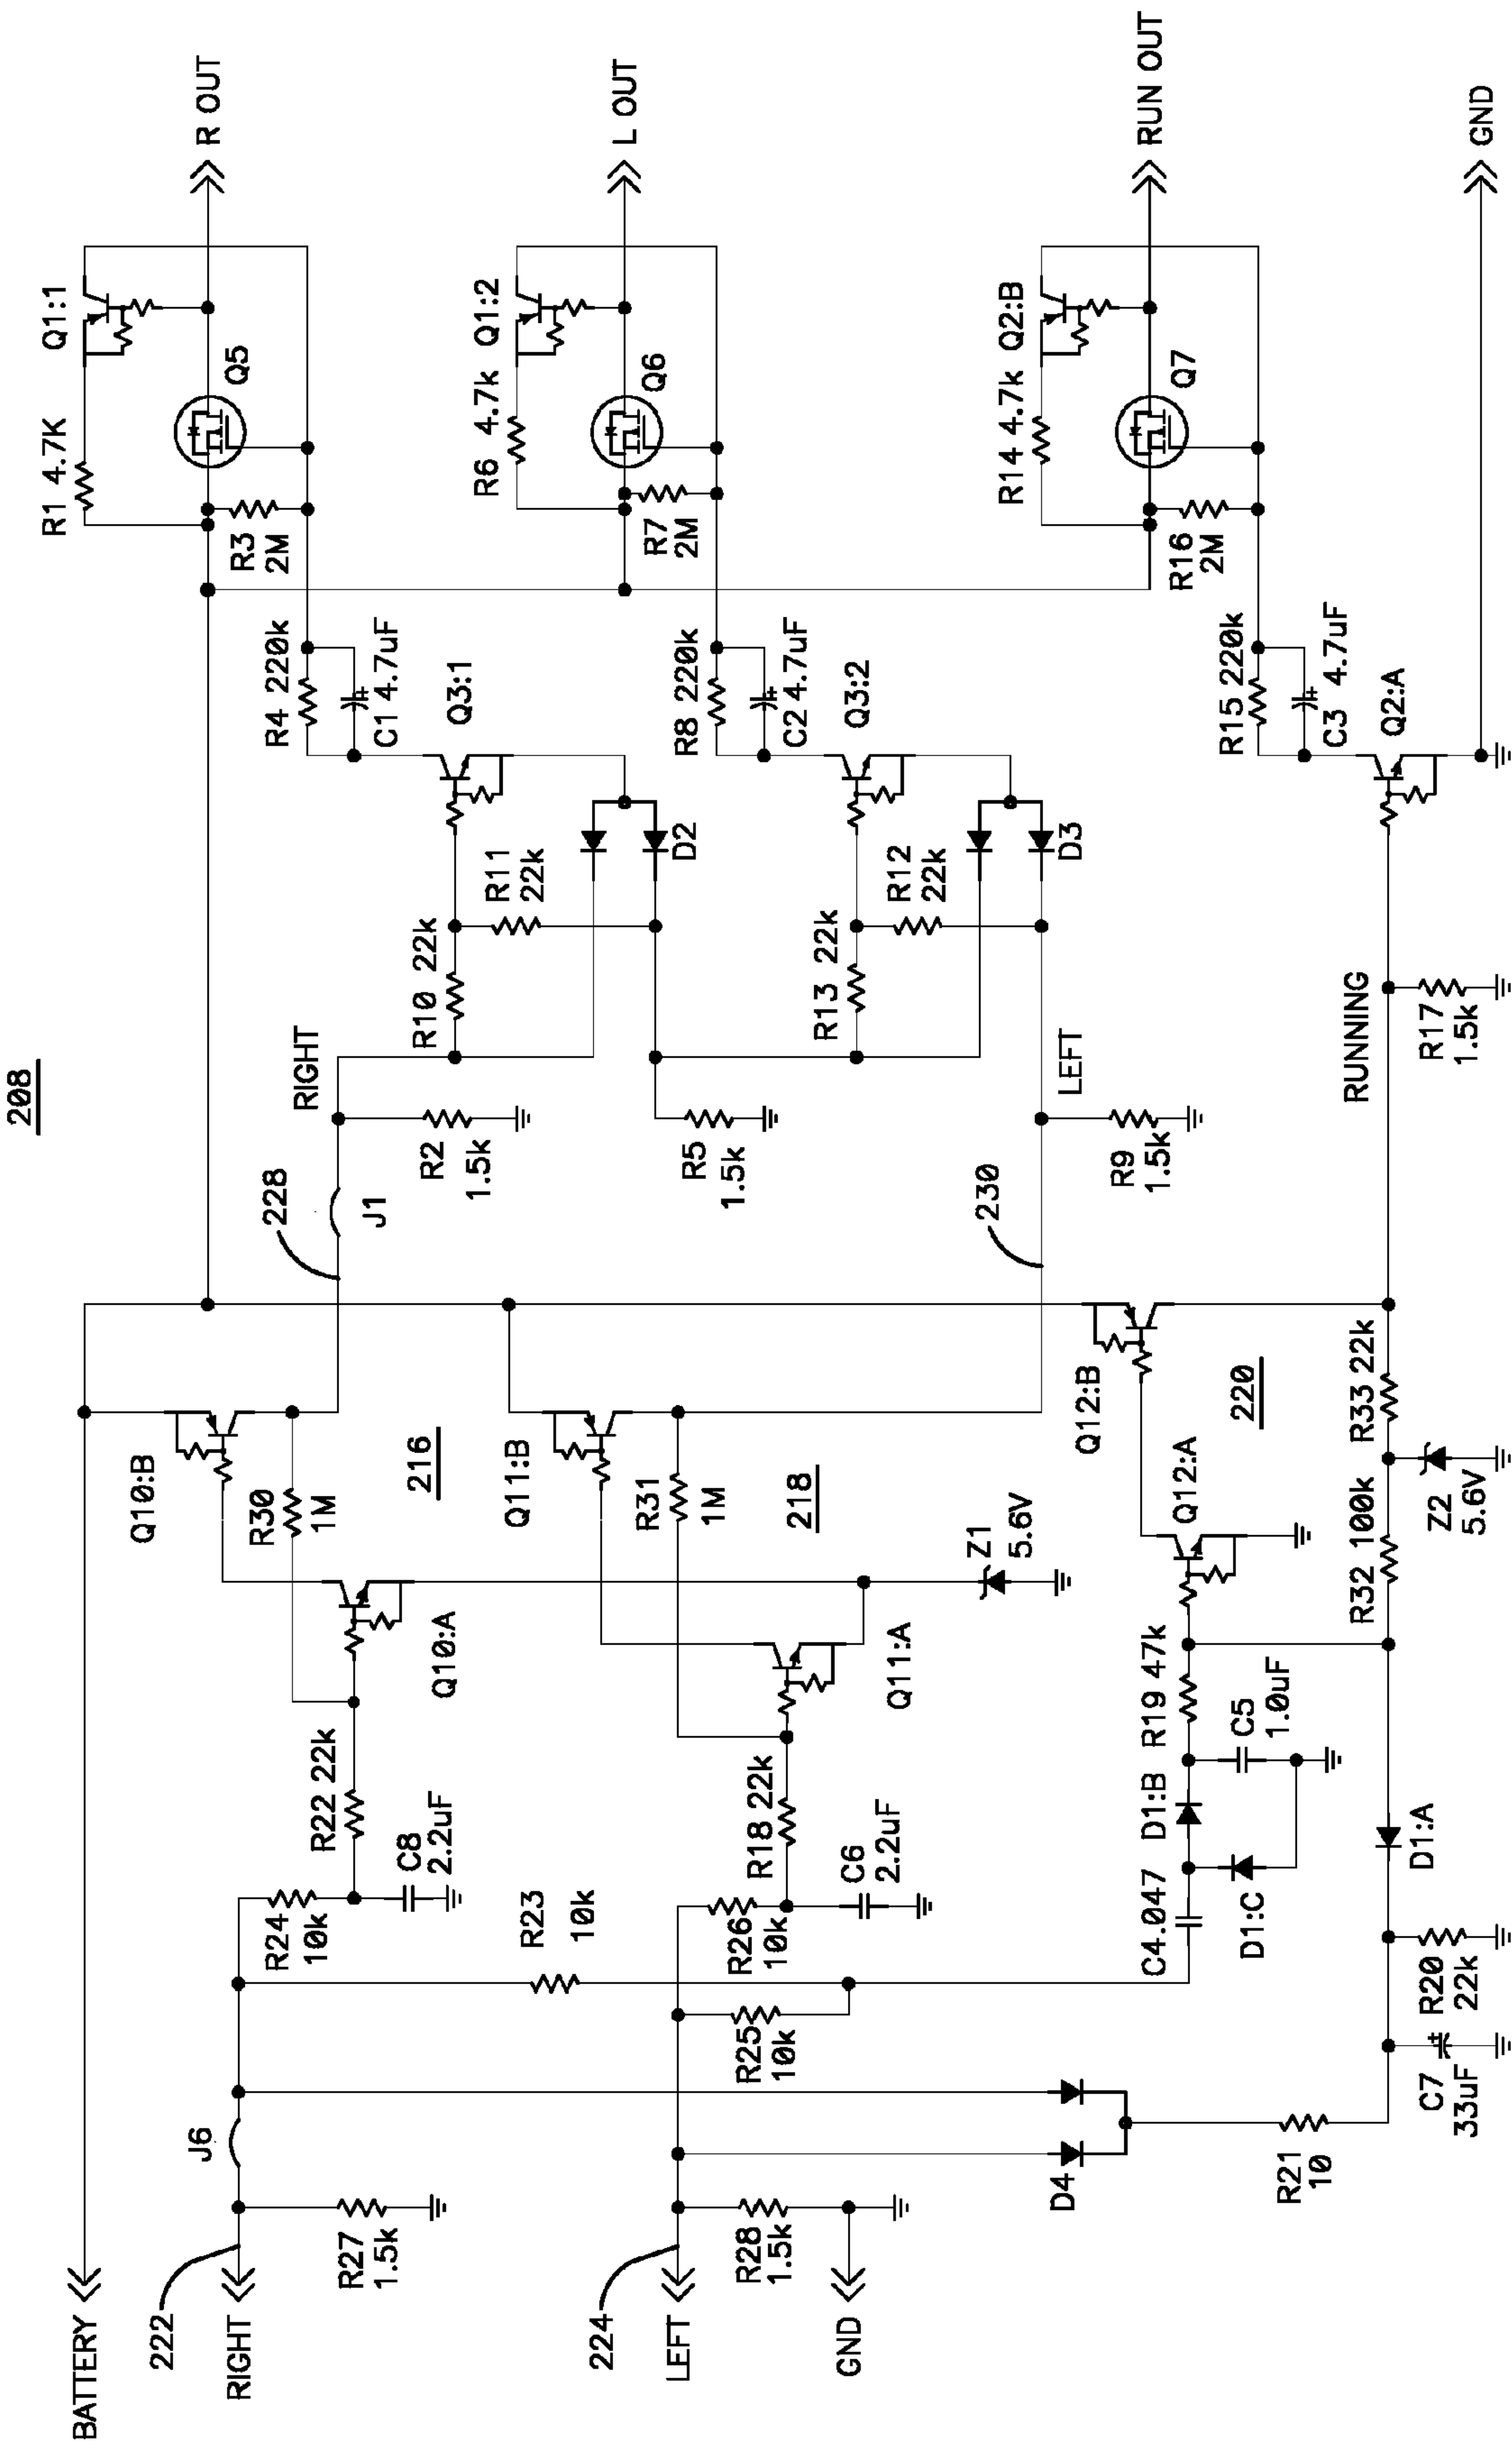 208
BATTERY
222
RIGHT
R27
1.5k
J6
224
LEFT
R28
1.5k
GND
R24
10k
C8
2.2uF
R22 22k
Q10:A
R23
10k
R25
10k
R26
10k
C6
2.2uF
R18 22k
Q11:A
Q10:B
R30
1M
216
Q11:B
R31
1M
218
Z1
5.6V
D4
R21
10
C7
33uF
R20
22k
C4.047
D1:C
D1:B
R19 47k
C5
1.0uF
D1:A
Q12:A
Q12:B
220
R32 100k
R33 22k
Z2
5.6V
228
J1
RIGHT
R2
1.5k
R5
1.5k
230
LEFT
R9
1.5k
RUNNING
R17
1.5k
R10 22k
R11
22k
D2
R13 22k
R12
22k
D3
Q3:1
R4 220k
C1 4.7uF
Q3:2
R8 220k
C2 4.7uF
Q2:A
R15 220k
C3 4.7uF
R3
2M
R1 4.7K
Q5
Q1:1
R OUT
R7
2M
R6 4.7k
Q6
Q1:2
L OUT
R16
2M
R14 4.7k
Q7
Q2:B
RUN OUT
GND